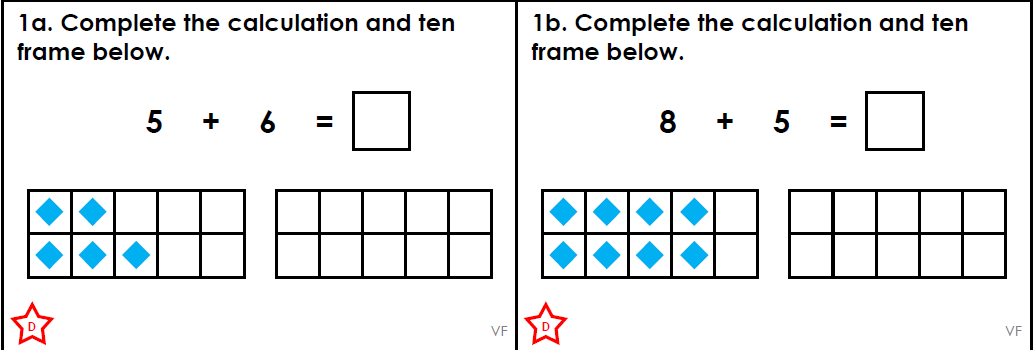 1a. Complete the calculation and ten
frame below.
5 + 6 =
D
VF
1b. Complete the calculation and ten
frame below.
8 + 5 =
D
VF